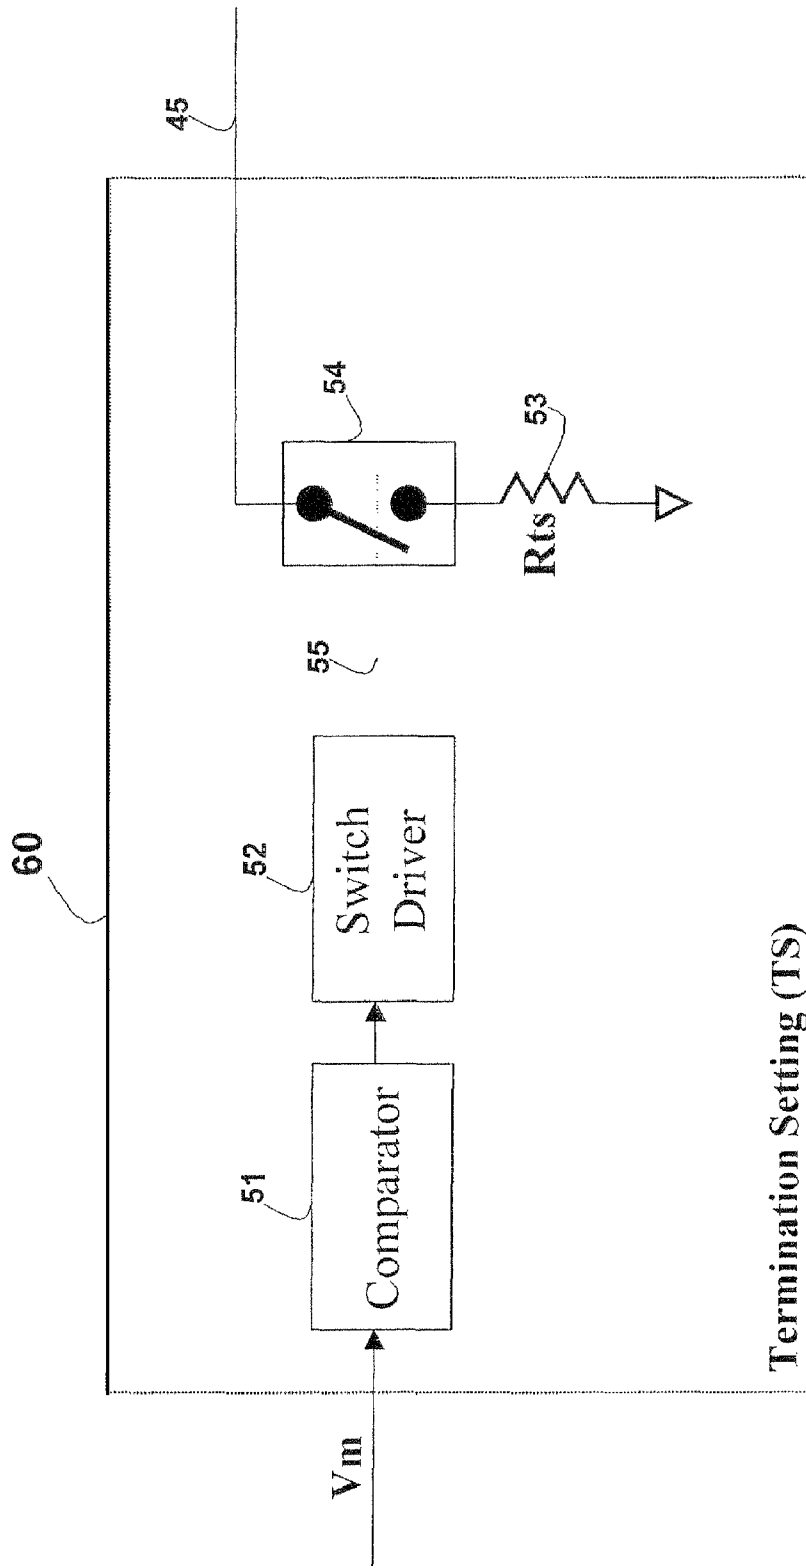 60
45
Vm
51
Comparator
52
Switch
Driver
55
54
53
Rts
Termination Setting (TS)